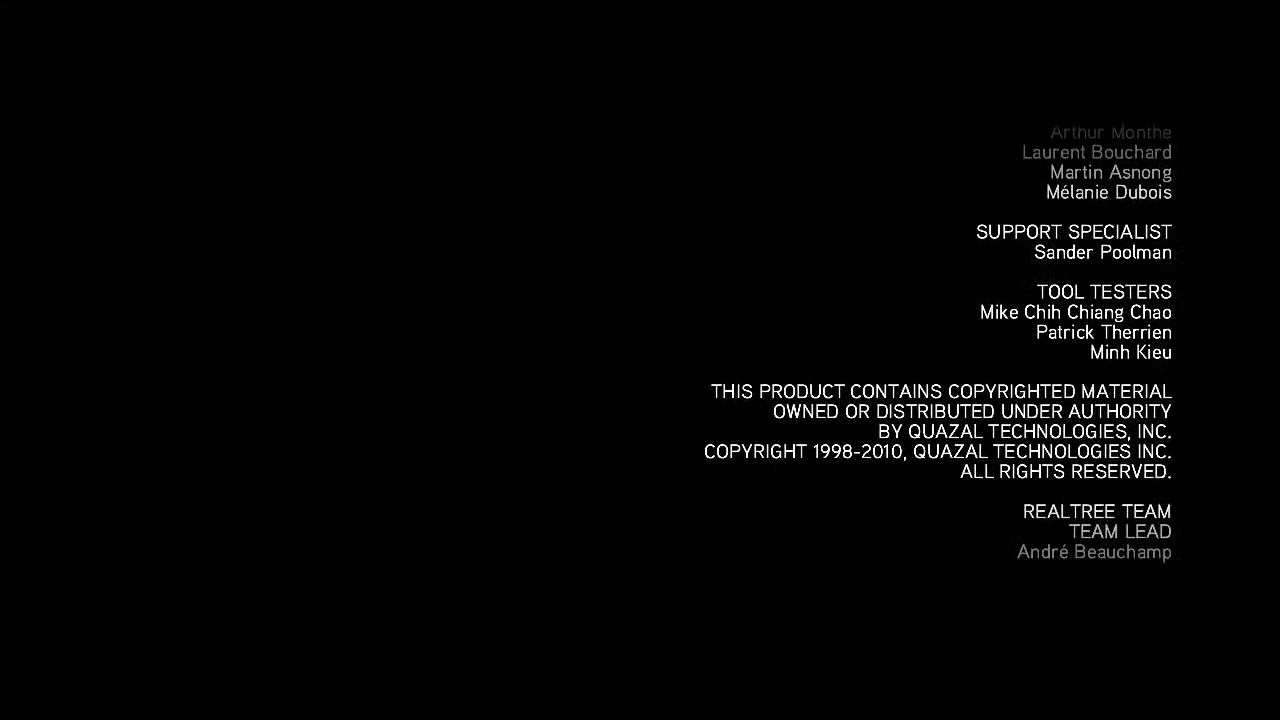 Arthur Monthe
Laurent Bouchard
Martin Asnong
Mélanie Dubois
SUPPORT SPECIALIST
Sander Poolman
TOOL TESTERS
Mike Chih Chiang Chao
Patrick Therrien
Minh Kieu
THIS PRODUCT CONTAINS COPYRIGHTED MATERIAL
OWNED OR DISTRIBUTED UNDER AUTHORITY
BY QUAZAL TECHNOLOGIES, INC.
COPYRIGHT 1998-2010, QUAZAL TECHNOLOGIES INC.
ALL RIGHTS RESERVED.
REALTREE TEAM
TEAM LEAD
André Beauchamp